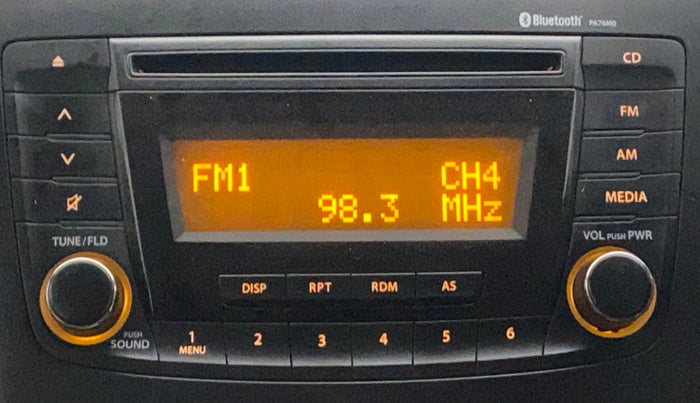 Bluetooth PA76M0
CD
FM
AM
MEDIA
FM1 CH4
98.3 MHz
TUNE/FLD
VOL PUSH PWR
DISP RPT RDM AS
PUSH
SOUND
1 2 3 4 5 6
MENU